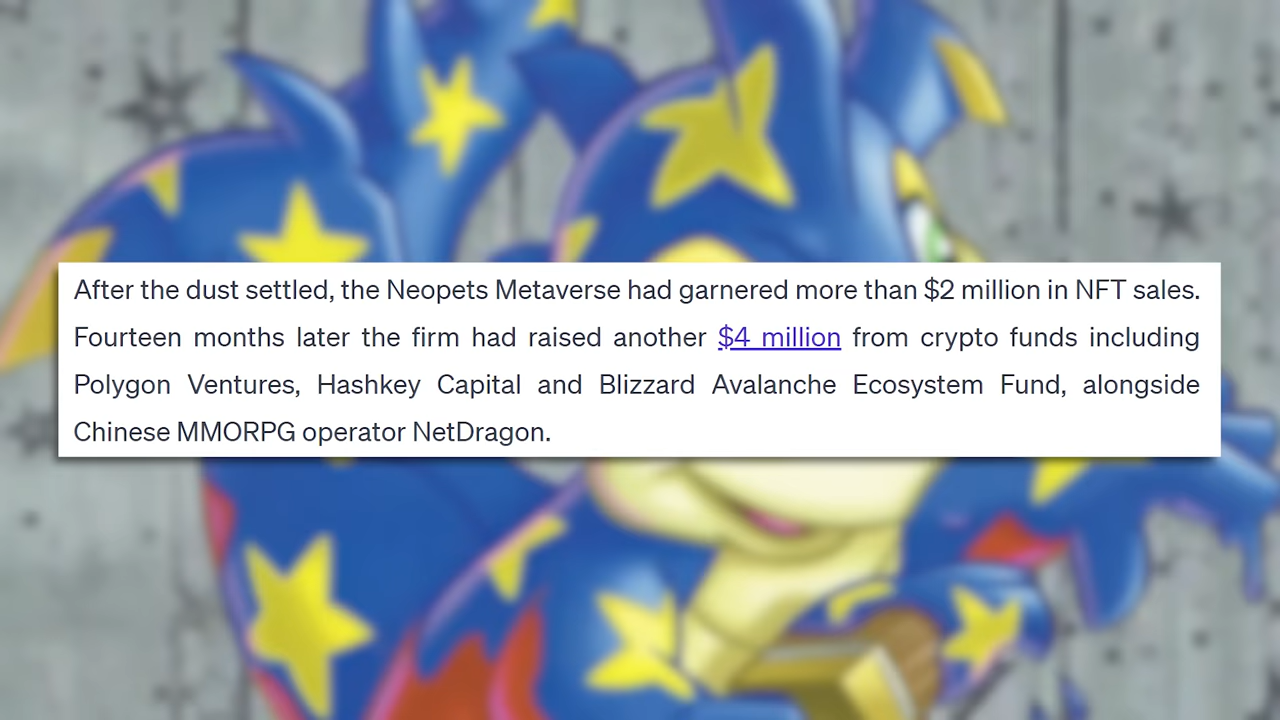 After the dust settled, the Neopets Metaverse had garnered more than $2 million in NFT sales.
Fourteen months later the firm had raised another $4 million from crypto funds including
Polygon Ventures, Hashkey Capital and Blizzard Avalanche Ecosystem Fund, alongside
Chinese MMORPG operator NetDragon.